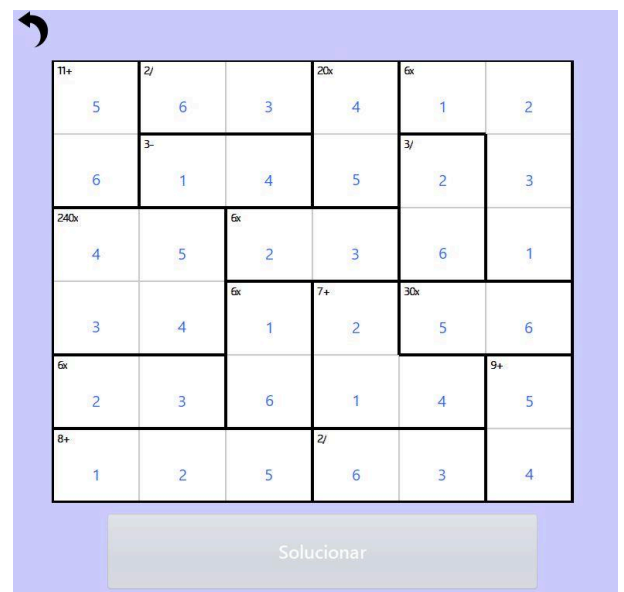 11+ 2/ 20x 6x
5 6 3 4 1 2
3- 3/
6 1 4 5 2 3
240x 6x
4 5 2 3 6 1
6x 7+ 30x
3 4 1 2 5 6
6x 9+
2 3 6 1 4 5
8+ 2/
1 2 5 6 3 4
Solucionar